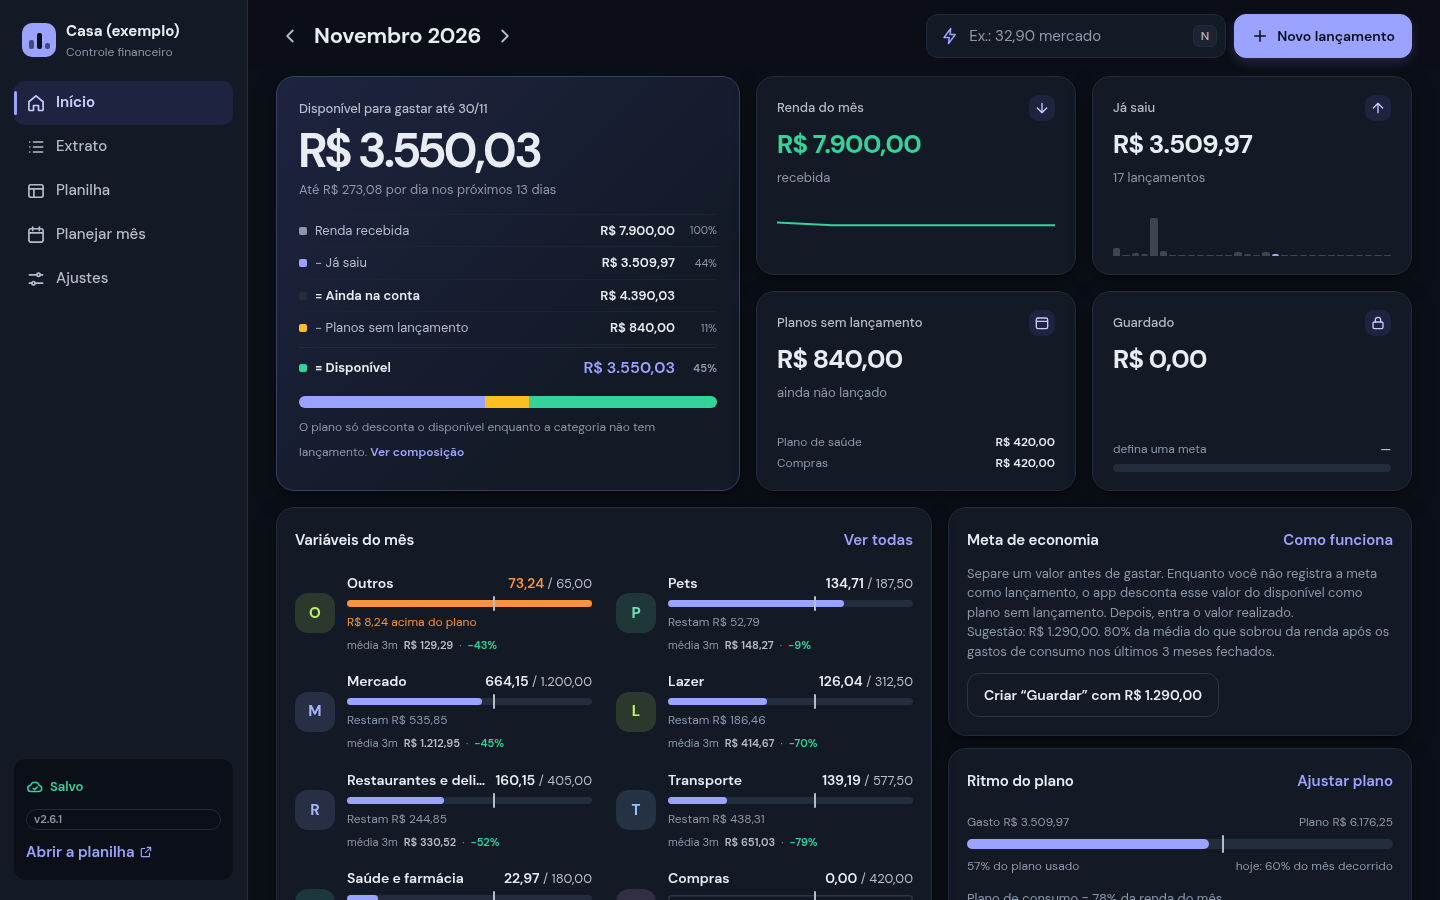 Casa (exemplo)
Controle financeiro
Início
Extrato
Planilha
Planejar mês
Ajustes
Salvo
v2.6.1
Abrir a planilha
Novembro 2026
Ex.: 32,90 mercado
N
Novo lançamento
Disponível para gastar até 30/11
R$ 3.550,03
Até R$ 273,08 por dia nos próximos 13 dias
Renda recebida R$ 7.900,00 100%
− Já saiu R$ 3.509,97 44%
= Ainda na conta R$ 4.390,03
− Planos sem lançamento R$ 840,00 11%
= Disponível R$ 3.550,03 45%
O plano só desconta o disponível enquanto a categoria não tem
lançamento. Ver composição
Renda do mês
R$ 7.900,00
recebida
Já saiu
R$ 3.509,97
17 lançamentos
Planos sem lançamento
R$ 840,00
ainda não lançado
Plano de saúde R$ 420,00
Compras R$ 420,00
Guardado
R$ 0,00
defina uma meta —
Variáveis do mês Ver todas
O
Outros 73,24 / 65,00
R$ 8,24 acima do plano
média 3m R$ 129,29 · −43%
P
Pets 134,71 / 187,50
Restam R$ 52,79
média 3m R$ 148,27 · −9%
M
Mercado 664,15 / 1.200,00
Restam R$ 535,85
média 3m R$ 1.212,95 · −45%
L
Lazer 126,04 / 312,50
Restam R$ 186,46
média 3m R$ 414,67 · −70%
R
Restaurantes e deli… 160,15 / 405,00
Restam R$ 244,85
média 3m R$ 330,52 · −52%
T
Transporte 139,19 / 577,50
Restam R$ 438,31
média 3m R$ 651,03 · −79%
Saúde e farmácia 22,97 / 180,00
Compras 0,00 / 420,00
Meta de economia Como funciona
Separe um valor antes de gastar. Enquanto você não registra a meta
como lançamento, o app desconta esse valor do disponível como
plano sem lançamento. Depois, entra o valor realizado.
Sugestão: R$ 1.290,00. 80% da média do que sobrou da renda após os
gastos de consumo nos últimos 3 meses fechados.
Criar “Guardar” com R$ 1.290,00
Ritmo do plano Ajustar plano
Gasto R$ 3.509,97 Plano R$ 6.176,25
57% do plano usado hoje: 60% do mês decorrido
Plano de consumo = 78% da renda do mês